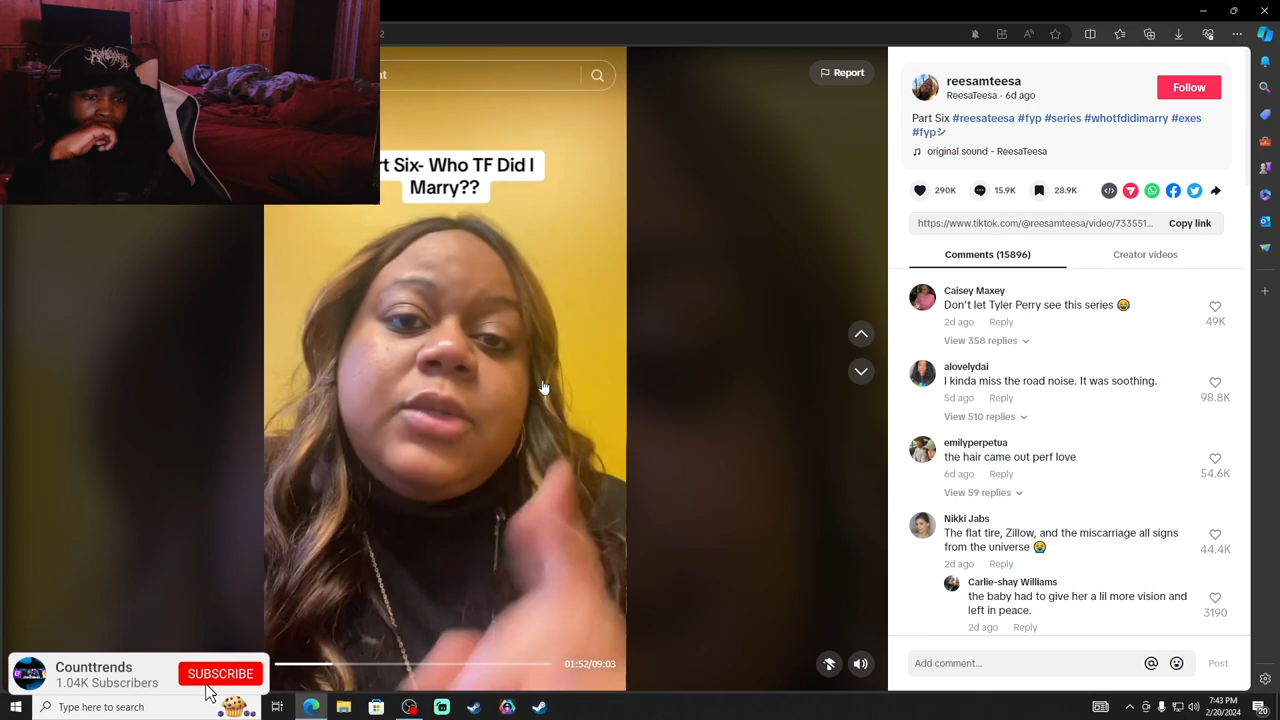 nt
Report
rt Six- Who TF Did I
Marry??
01:52/09:03
reesamteesa
ReesaTeesa · 6d ago
Follow
Part Six #reesateesa #fyp #series #whotfdidimarry #exes
#fypシ
original sound - ReesaTeesa
290K
15.9K
28.9K
https://www.tiktok.com/@reesamteesa/video/733551...
Copy link
Comments (15896)
Creator videos
Caisey Maxey
Don't let Tyler Perry see this series 😂
2d ago Reply
49K
View 358 replies
alovelydai
I kinda miss the road noise. It was soothing.
5d ago Reply
98.8K
View 510 replies
emilyperpetua
the hair came out perf love
6d ago Reply
54.6K
View 59 replies
Nikki Jabs
The flat tire, Zillow, and the miscarriage all signs
from the universe 😭
2d ago Reply
44.4K
Carlie-shay Williams
the baby had to give her a lil more vision and
left in peace.
2d ago Reply
3190
Add comment...
Post
Counttrends
1.04K Subscribers
SUBSCRIBE
Type here to search
7:43 PM
2/20/2024
20